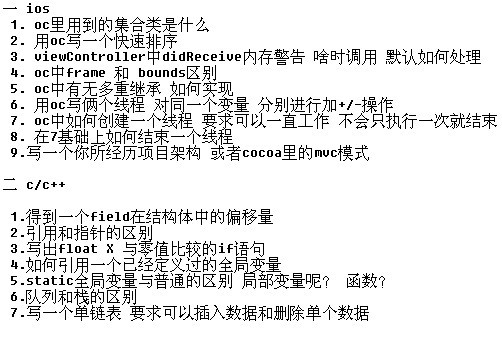 一 ios
1. oc里用到的集合类是什么
2. 用oc写一个快速排序
3. viewController中didReceive内存警告 啥时调用 默认如何处理
4. oc中frame 和 bounds区别
5. oc中有无多重继承 如何实现
6. 用oc写俩个线程 对同一个变量 分别进行加+/-操作
7. oc中如何创建一个线程 要求可以一直工作 不会只执行一次就结束
8. 在7基础上如何结束一个线程
9.写一个你所经历项目架构 或者cocoa里的mvc模式
二 c/c++
1.得到一个field在结构体中的偏移量
2.引用和指针的区别
3.写出float X 与零值比较的if语句
4.如何引用一个已经定义过的全局变量
5.static全局变量与普通的区别 局部变量呢? 函数?
6.队列和栈的区别
7.写一个单链表 要求可以插入数据和删除单个数据